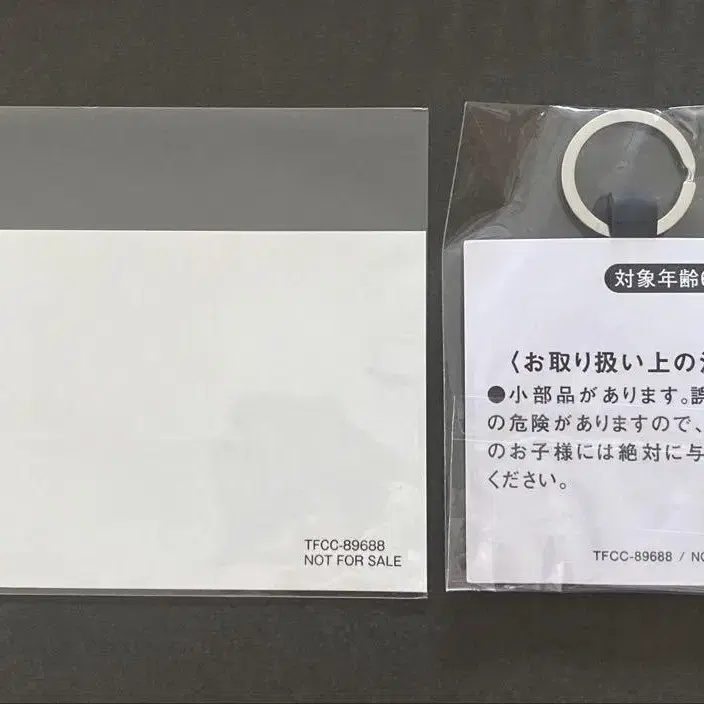 TFCC-89688
NOT FOR SALE
対象年齢
〈お取り扱い上の
●小部品があります。誤
の危険がありますので、
のお子様には絶対に与
ください。
TFCC-89688 / NO